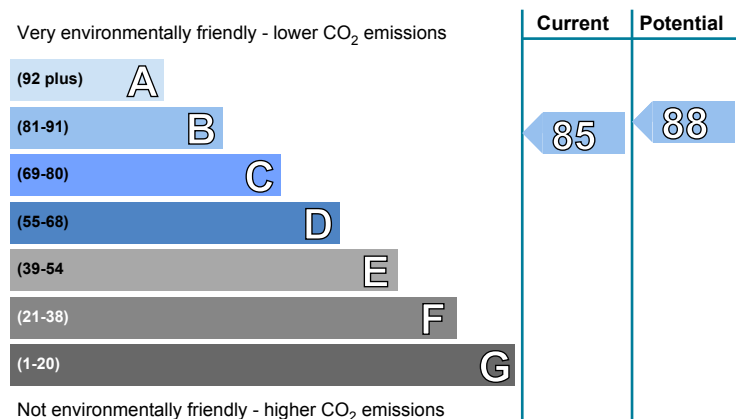 Very environmentally friendly - lower CO₂ emissions
Current
Potential
(92 plus) A
(81-91) B
(69-80) C
(55-68) D
(39-54 E
(21-38) F
(1-20) G
85
88
Not environmentally friendly - higher CO₂ emissions